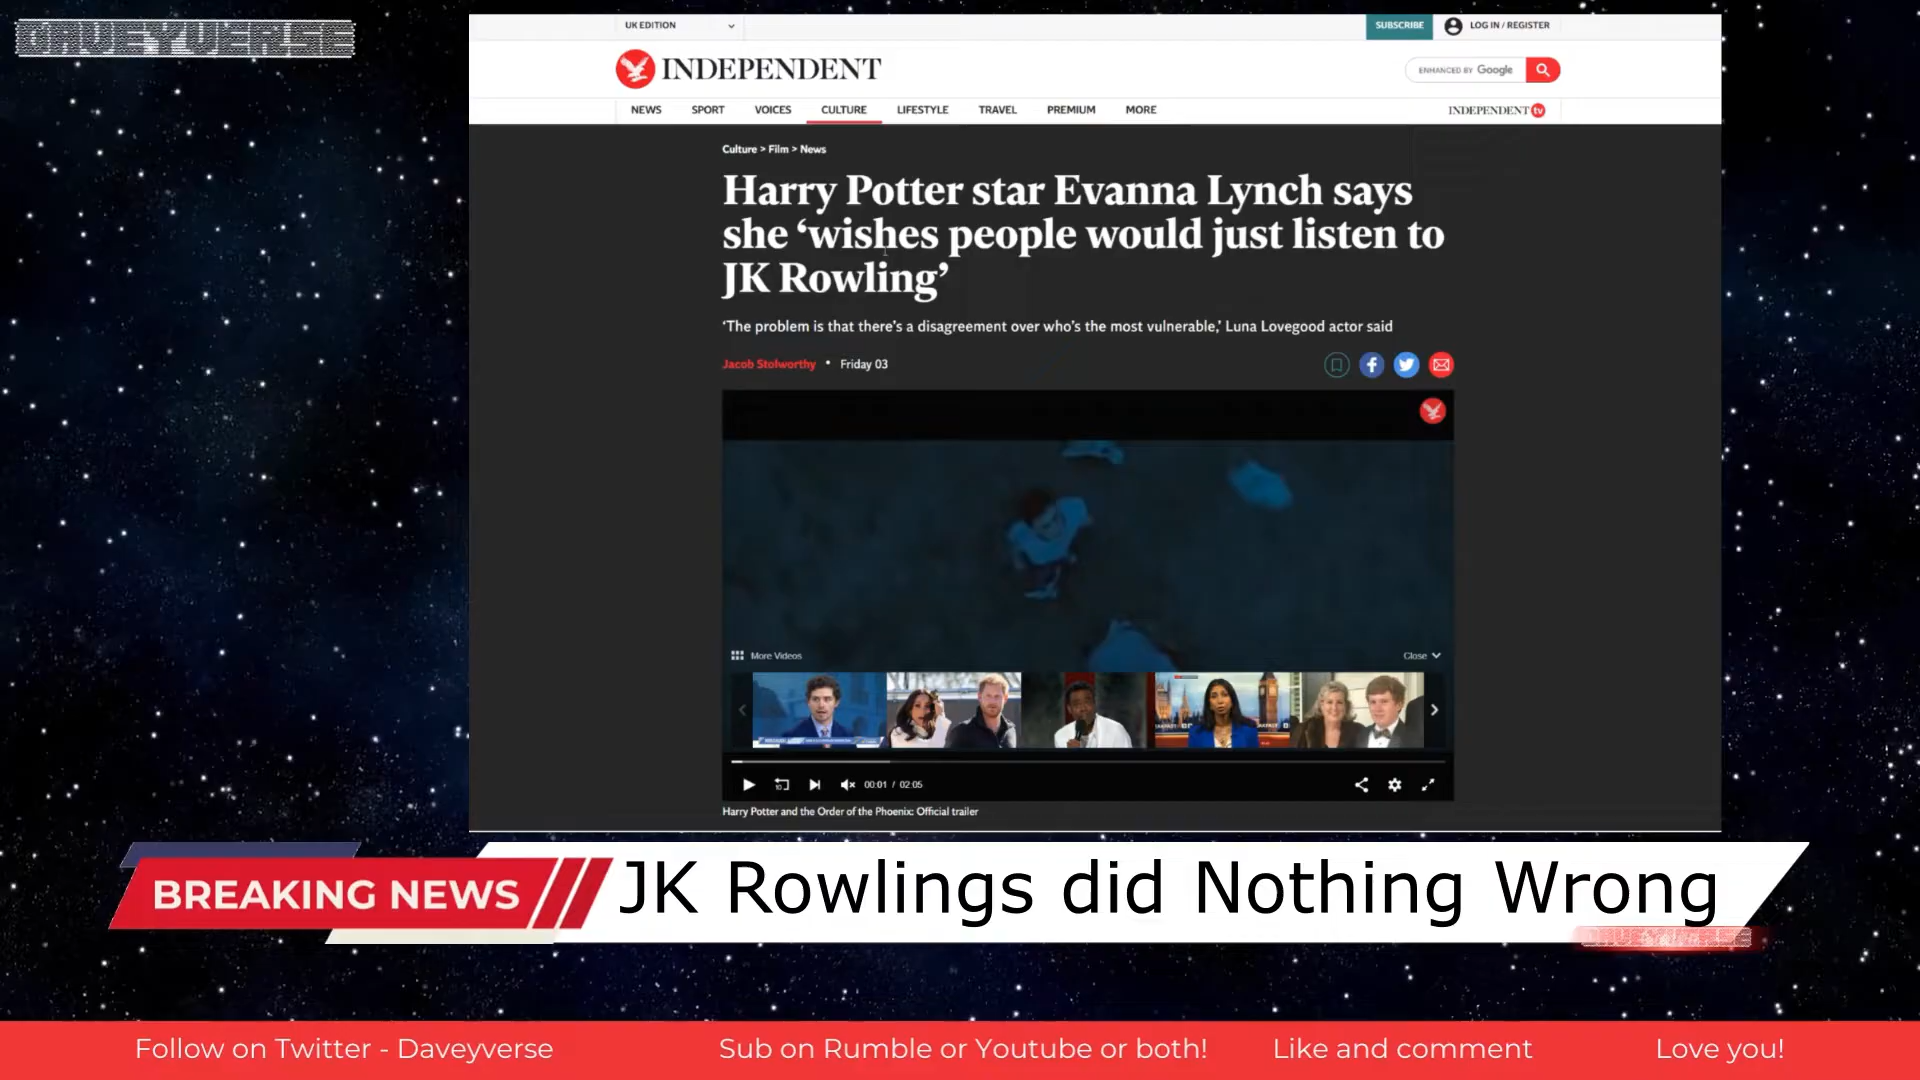 DAVEYVERSE
UK EDITION
SUBSCRIBE
LOG IN / REGISTER
INDEPENDENT
ENHANCED BY Google
NEWS SPORT VOICES CULTURE LIFESTYLE TRAVEL PREMIUM MORE
INDEPENDENT tv
Culture > Film > News
Harry Potter star Evanna Lynch says
she ‘wishes people would just listen to
JK Rowling’
‘The problem is that there’s a disagreement over who’s the most vulnerable,’ Luna Lovegood actor said
Jacob Stolworthy • Friday 03
More Videos
Close
10
00:01 / 02:05
Harry Potter and the Order of the Phoenix: Official trailer
BREAKING NEWS
JK Rowlings did Nothing Wrong
DAVEYVERSE
Follow on Twitter - Daveyverse
Sub on Rumble or Youtube or both!
Like and comment
Love you!